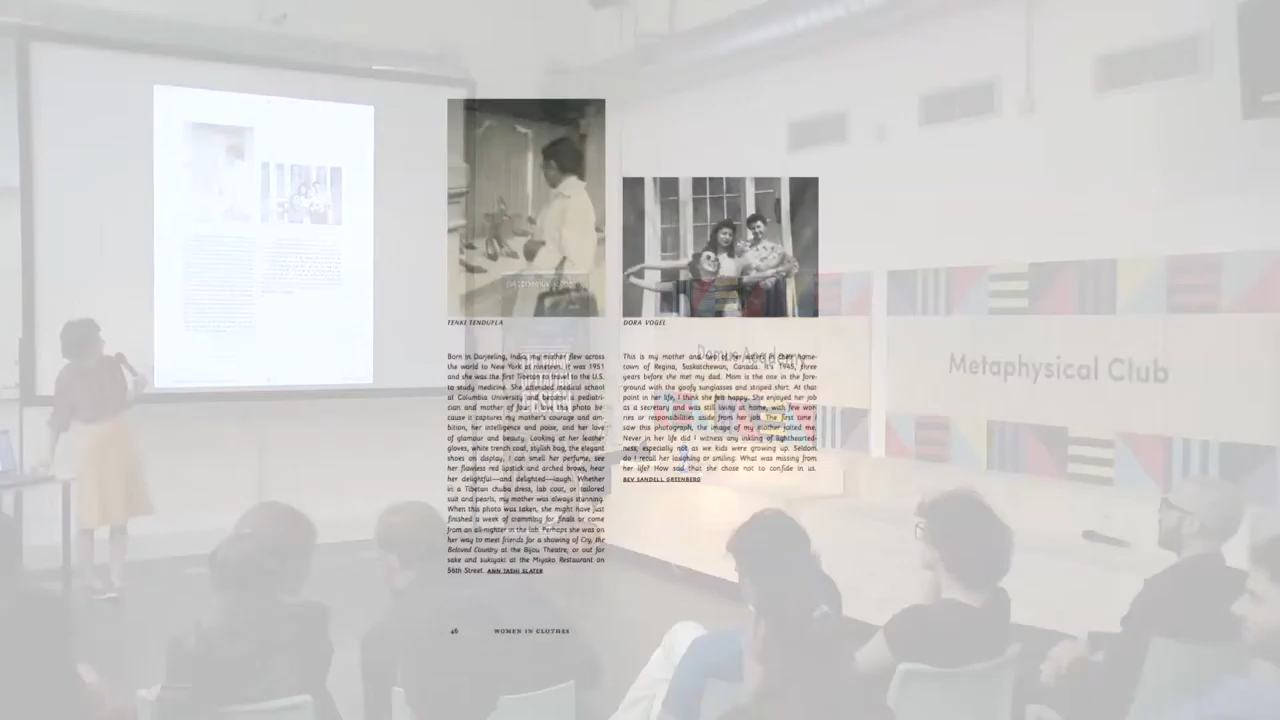 TENKI TENDUFLA
Born in Darjeeling, India, my mother flew across
the world to New York at nineteen. It was 1951
and she was the first Tibetan to travel to the U.S.
to study medicine. She attended medical school
at Columbia University and became a pediatri-
cian and mother of four. I love this photo be-
cause it captures my mother's courage and am-
bition, her intelligence and poise, and her love
of glamour and beauty. Looking at her leather
gloves, white trench coat, stylish bag, the elegant
shoes on display, I can smell her perfume, see
her flawless red lipstick and arched brows, hear
her delightful—and delighted—laugh. Whether
in a Tibetan chuba dress, lab coat, or tailored
suit and pearls, my mother was always stunning.
When this photo was taken, she might have just
finished a week of cramming for finals or come
from an all-nighter in the lab. Perhaps she was on
her way to meet friends for a showing of Cry, the
Beloved Country at the Bijou Theatre, or out for
sake and sukiyaki at the Miyako Restaurant on
56th Street. ANN TASHI SLATER
DORA VOGEL
This is my mother and two of her sisters in their home-
town of Regina, Saskatchewan, Canada. It's 1945, three
years before she met my dad. Mom is the one in the fore-
ground with the goofy sunglasses and striped shirt. At that
point in her life, I think she felt happy. She enjoyed her job
as a secretary and was still living at home, with few wor-
ries or responsibilities aside from her job. The first time I
saw this photograph, the image of my mother jolted me.
Never in her life did I witness any inkling of lighthearted-
ness, especially not as we kids were growing up. Seldom
do I recall her laughing or smiling. What was missing from
her life? How sad that she chose not to confide in us.
BEV SANDELL GREENBERG
46 WOMEN IN CLOTHES
Domus Academy
Metaphysical Club